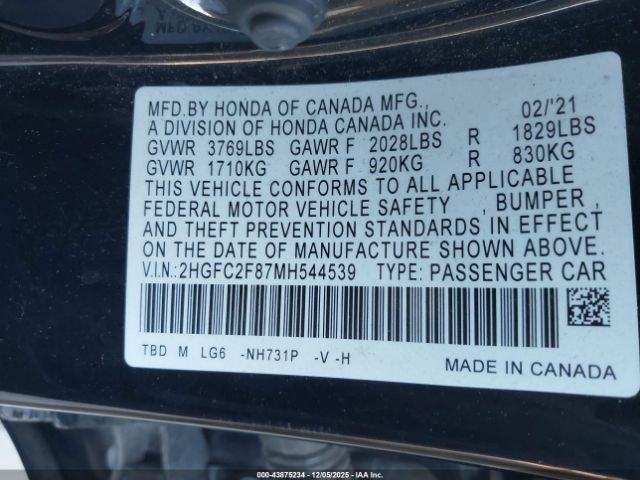 MFD.BY HONDA OF CANADA MFG., 02/'21
A DIVISION OF HONDA CANADA INC.
GVWR 3769LBS GAWR F 2028LBS R 1829LBS
GVWR 1710KG GAWR F 920KG R 830KG
THIS VEHICLE CONFORMS TO ALL APPLICABLE
FEDERAL MOTOR VEHICLE SAFETY , BUMPER ,
AND THEFT PREVENTION STANDARDS IN EFFECT
ON THE DATE OF MANUFACTURE SHOWN ABOVE.
V.I.N.:2HGFC2F87MH544539 TYPE: PASSENGER CAR
TBD M LG6 -NH731P -V -H
MADE IN CANADA
000-43875234 - 12/05/2025 - IAA Inc.